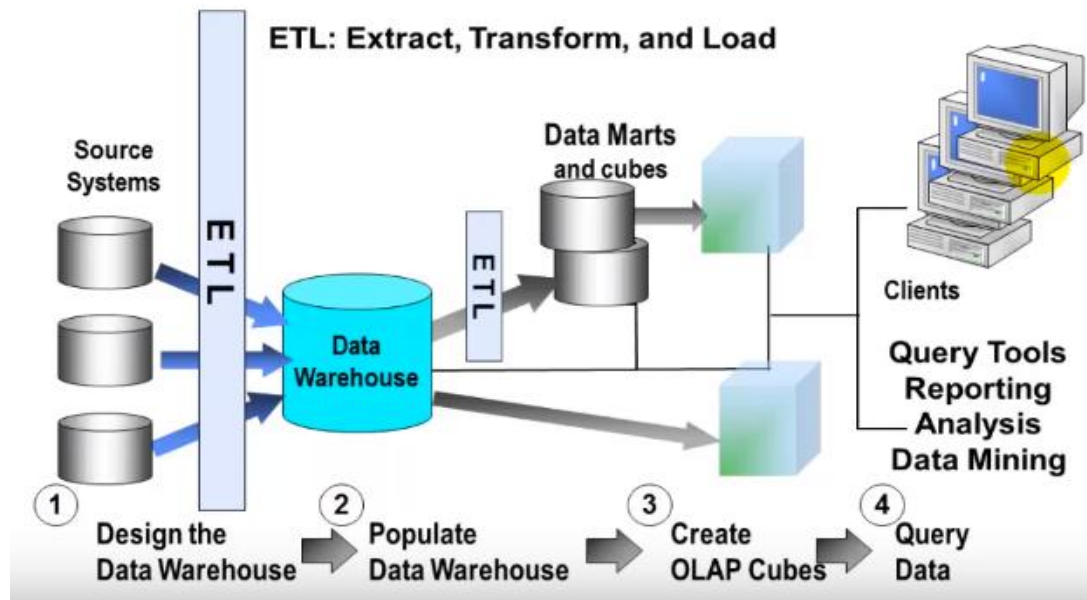 ETL: Extract, Transform, and Load
Source
Systems
ETL
Data
Warehouse
ETL
Data Marts
and cubes
Clients
Query Tools
Reporting
Analysis
Data Mining
1
Design the
Data Warehouse
2
Populate
Data Warehouse
3
Create
OLAP Cubes
4
Query
Data